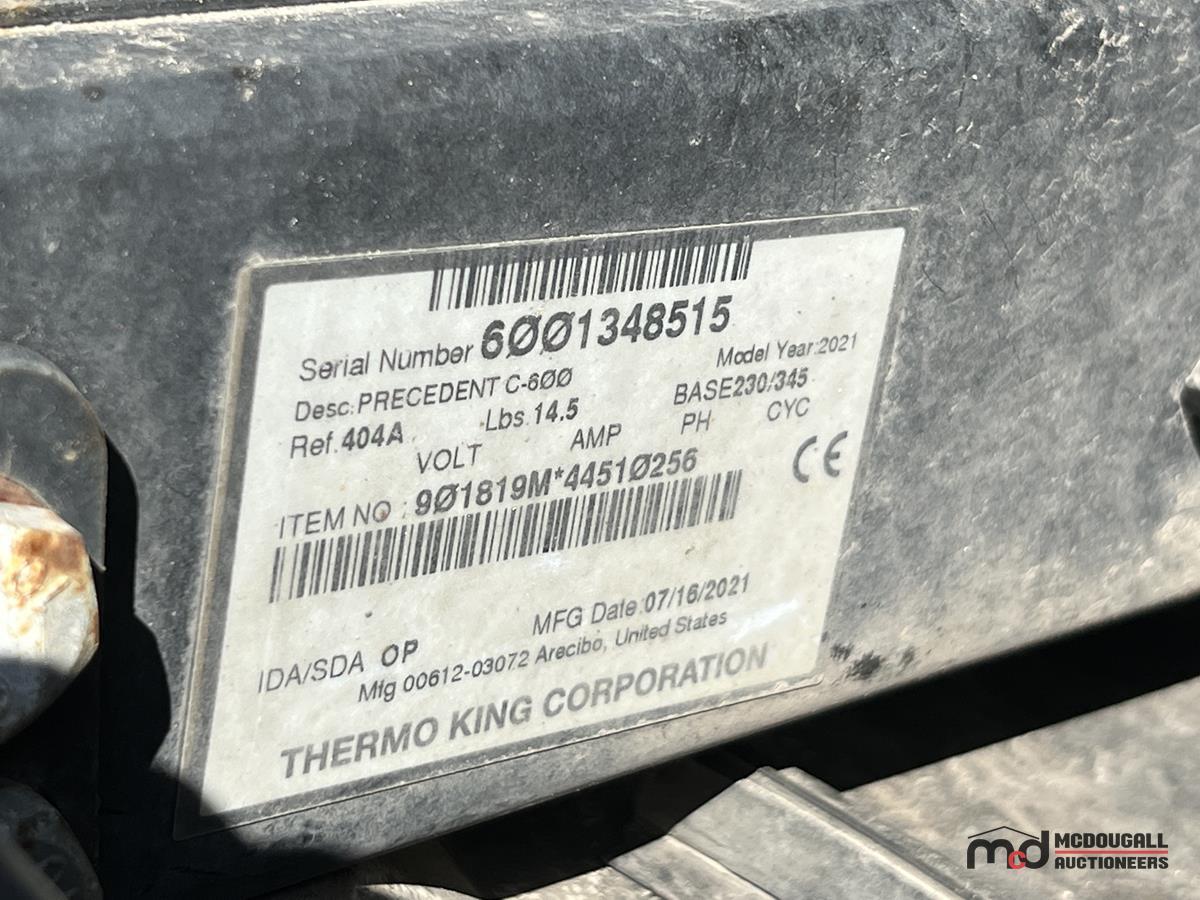 Serial Number 6ØØ1348515
Desc:PRECEDENT C-6ØØ Model Year:2021
Ref.404A Lbs.14.5 BASE230/345
VOLT AMP PH CYC
ITEM NO : 9Ø1819M*4451Ø256
CE
MFG Date:07/16/2021
IDA/SDA OP
Mfg 00612-03072 Arecibo, United States
THERMO KING CORPORATION
mcd MCDOUGALL
AUCTIONEERS